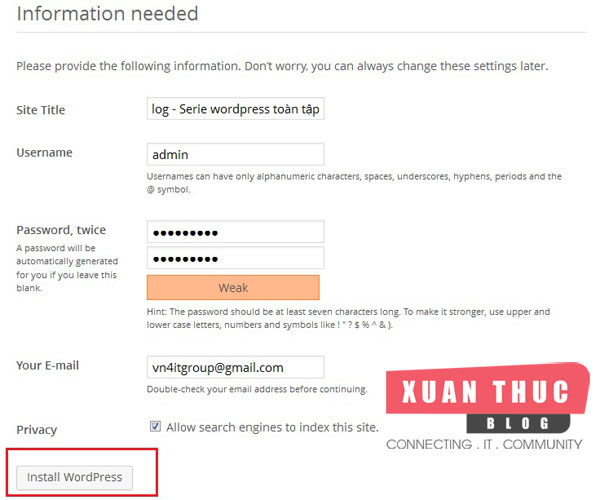 Information needed
Please provide the following information. Don't worry, you can always change these settings later.
Site Title
log - Serie wordpress toàn tập
Username
admin
Usernames can have only alphanumeric characters, spaces, underscores, hyphens, periods and the
@ symbol.
Password, twice
A password will be
automatically generated
for you if you leave this
blank.
●●●●●●●●●
●●●●●●●●●
Weak
Hint: The password should be at least seven characters long. To make it stronger, use upper and
lower case letters, numbers and symbols like ! " ? $ % ^ & ).
Your E-mail
vn4itgroup@gmail.com
Double-check your email address before continuing.
Privacy
Allow search engines to index this site.
Install WordPress
XUAN THUC
BLOG
CONNECTING . IT . COMMUNITY